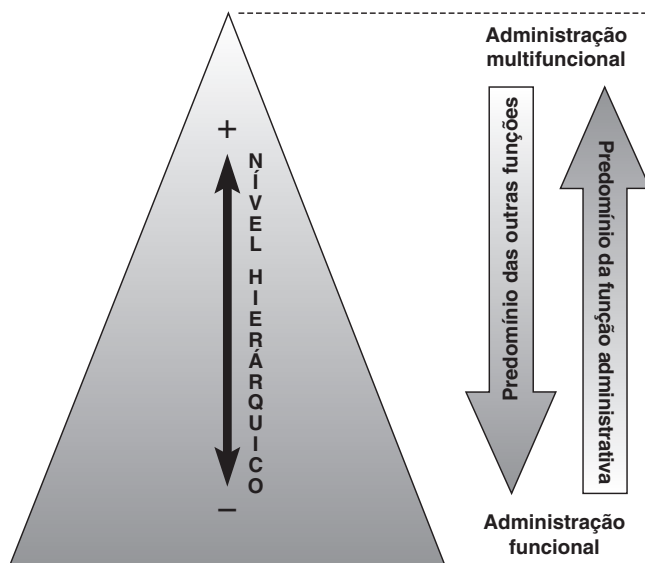 Administração
multifuncional
+
NÍVEL HIERÁRQUICO
–
Predomínio das outras funções
Predomínio da função administrativa
Administração
funcional